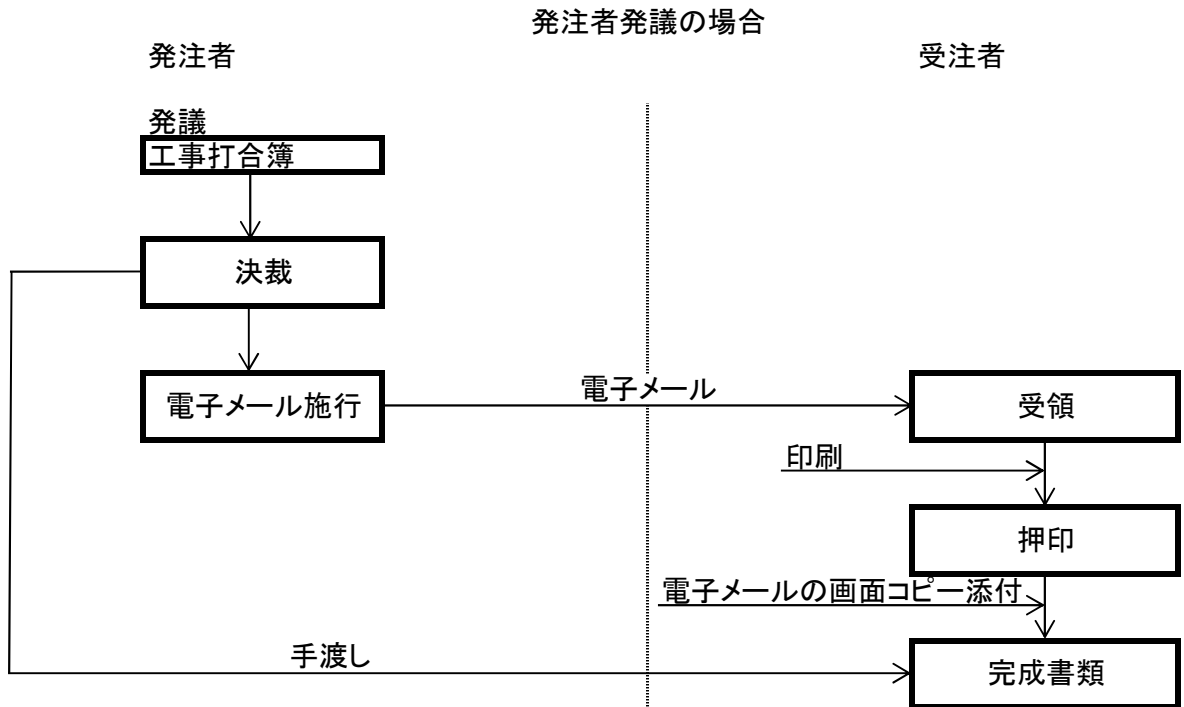 発注者発議の場合
発注者
受注者
発議
工事打合簿
決裁
電子メール施行
電子メール
受領
印刷
押印
電子メールの画面コピー添付
手渡し
完成書類